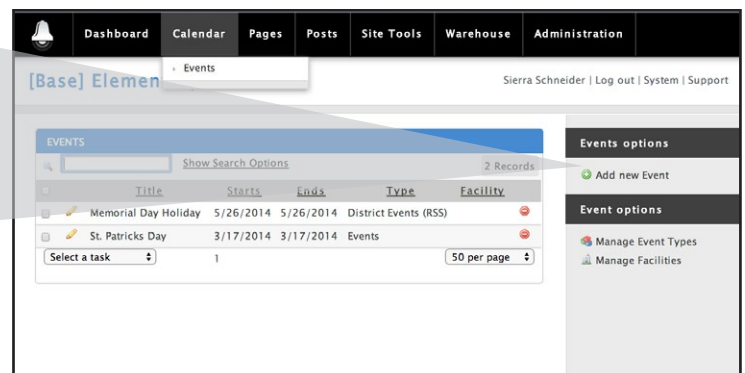 Dashboard Calendar Pages Posts Site Tools Warehouse Administration
Events
[Base] Elemen
Sierra Schneider | Log out | System | Support
EVENTS
Show Search Options
2 Records
Title Starts Ends Type Facility
Memorial Day Holiday 5/26/2014 5/26/2014 District Events (RSS)
St. Patricks Day 3/17/2014 3/17/2014 Events
Select a task 1 50 per page
Events options
Add new Event
Event options
Manage Event Types
Manage Facilities